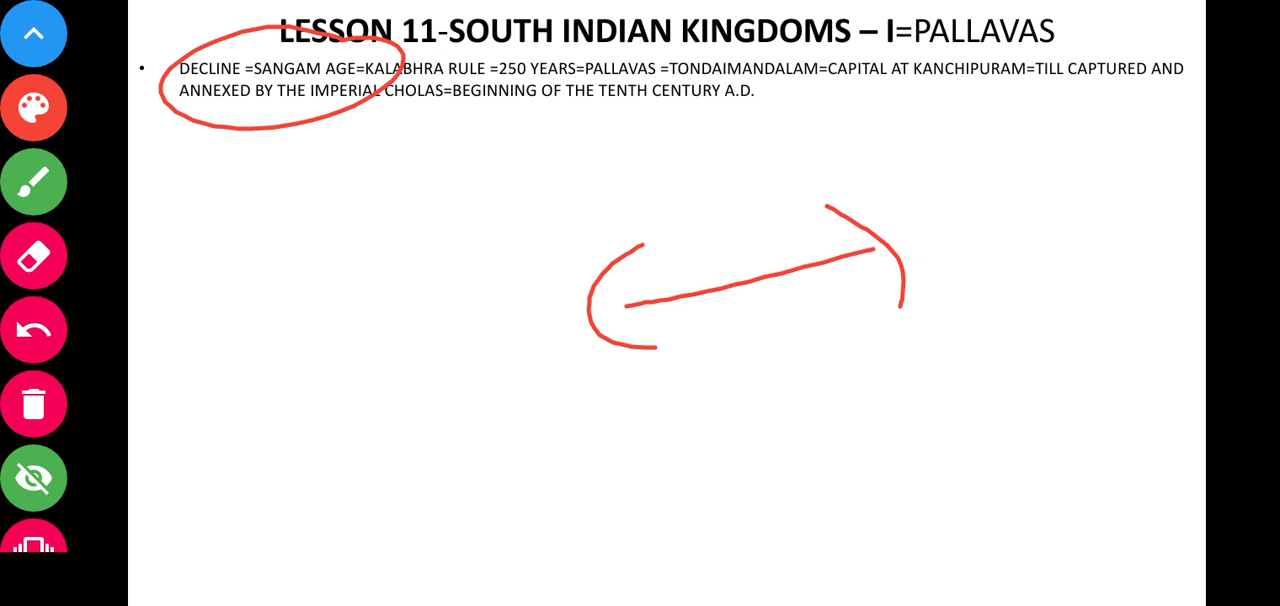 LESSON 11-SOUTH INDIAN KINGDOMS – I=PALLAVAS
• DECLINE =SANGAM AGE=KALABHRA RULE =250 YEARS=PALLAVAS =TONDAIMANDALAM=CAPITAL AT KANCHIPURAM=TILL CAPTURED AND
ANNEXED BY THE IMPERIAL CHOLAS=BEGINNING OF THE TENTH CENTURY A.D.